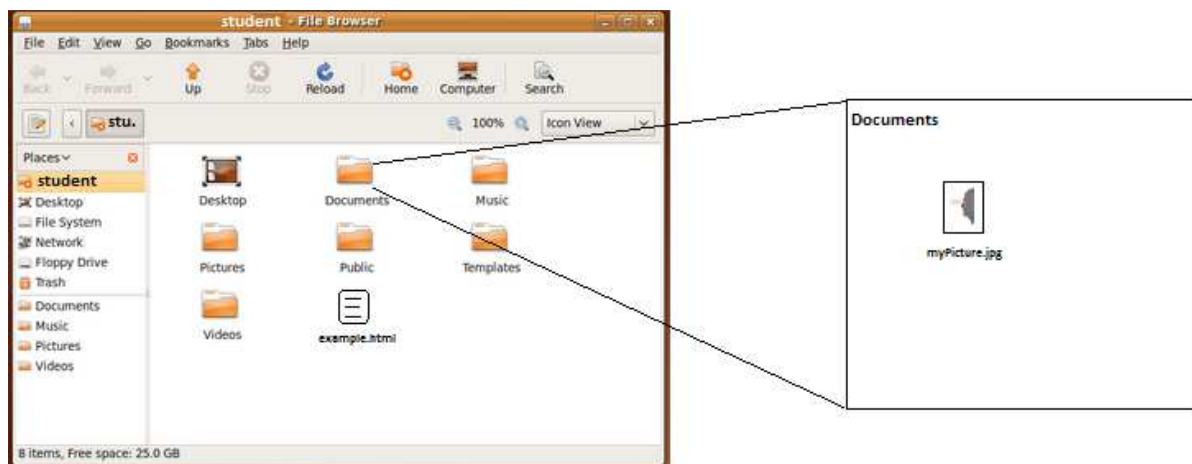 student - File Browser
File Edit View Go Bookmarks Tabs Help
Back Forward Up Stop Reload Home Computer Search
stu. 100% Icon View
Places
student
Desktop
File System
Network
Floppy Drive
Trash
Documents
Music
Pictures
Videos
Desktop Documents Music
Pictures Public Templates
Videos example.html
8 items, Free space: 25.0 GB
Documents
myPicture.jpg